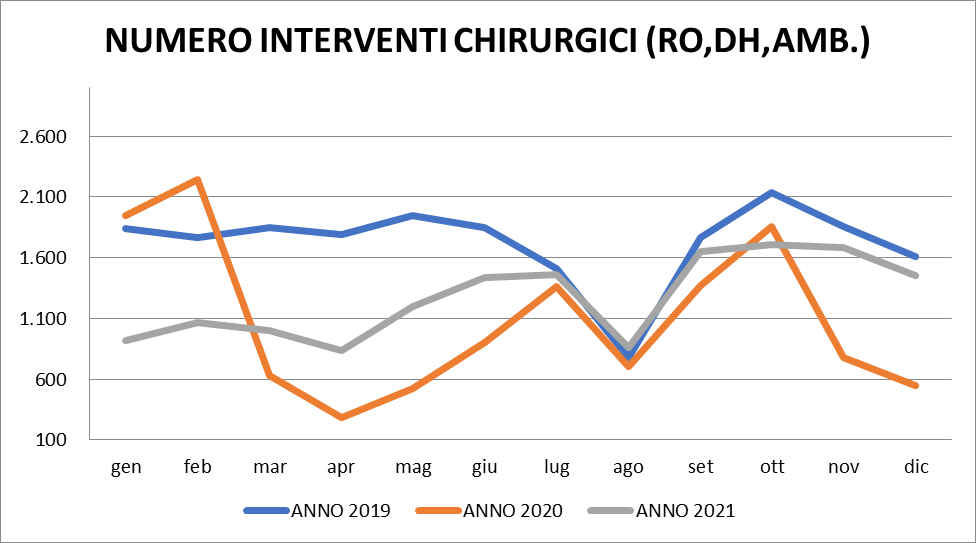 NUMERO INTERVENTI CHIRURGICI (RO,DH,AMB.)
2.600
2.100
1.600
1.100
600
100
gen feb mar apr mag giu lug ago set ott nov dic
ANNO 2019 ANNO 2020 ANNO 2021